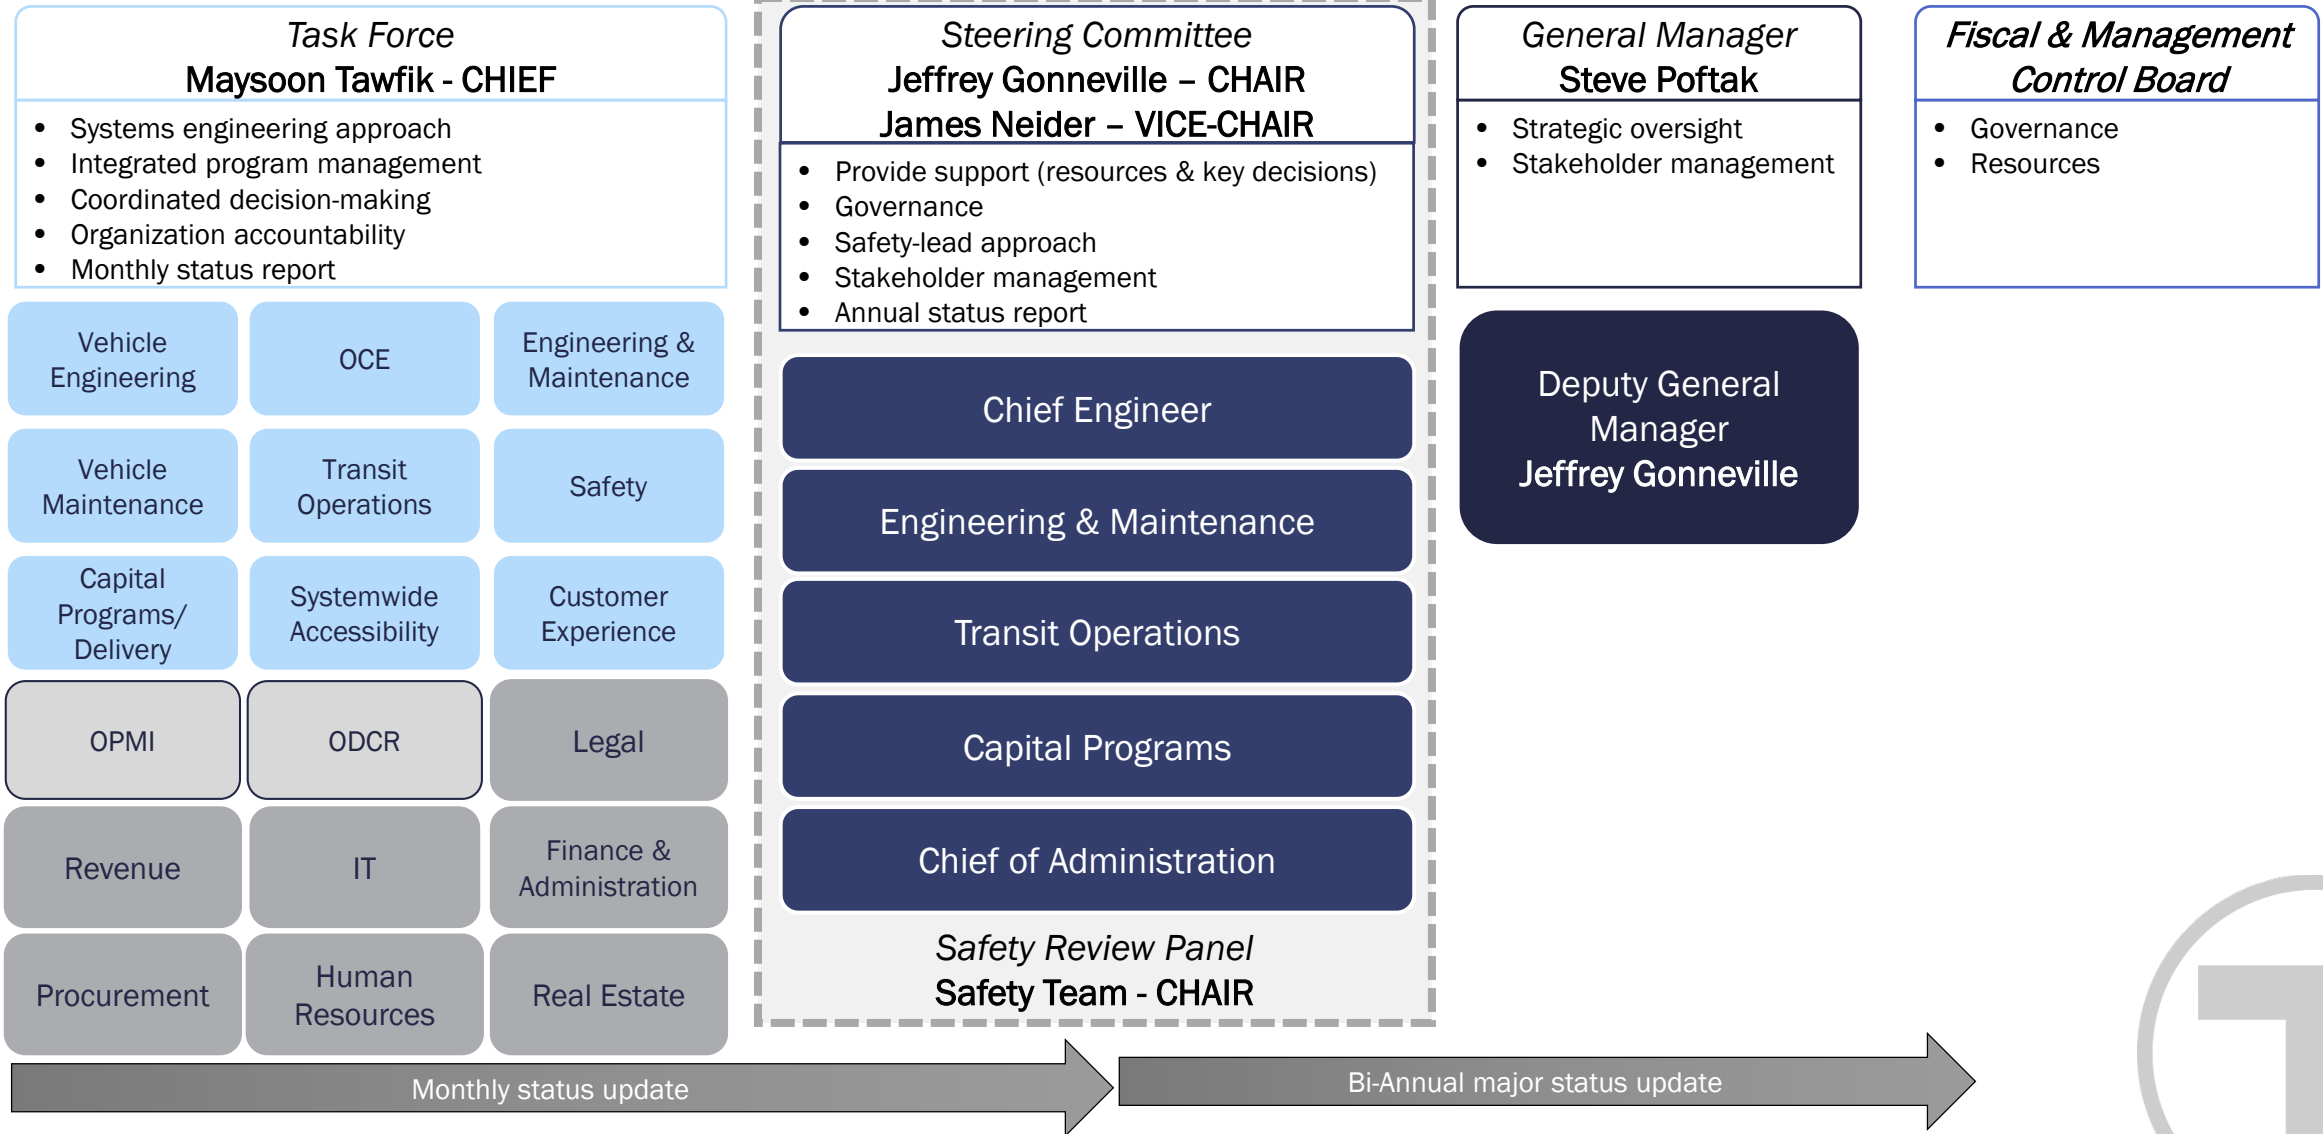 Task Force
Maysoon Tawfik - CHIEF
• Systems engineering approach
• Integrated program management
• Coordinated decision-making
• Organization accountability
• Monthly status report
Vehicle
Engineering
OCE
Engineering &
Maintenance
Vehicle
Maintenance
Transit
Operations
Safety
Capital
Programs/
Delivery
Systemwide
Accessibility
Customer
Experience
OPMI
ODCR
Legal
Revenue
IT
Finance &
Administration
Procurement
Human
Resources
Real Estate
Steering Committee
Jeffrey Gonneville – CHAIR
James Neider – VICE-CHAIR
• Provide support (resources & key decisions)
• Governance
• Safety-lead approach
• Stakeholder management
• Annual status report
Chief Engineer
Engineering & Maintenance
Transit Operations
Capital Programs
Chief of Administration
Safety Review Panel
Safety Team - CHAIR
General Manager
Steve Poftak
• Strategic oversight
• Stakeholder management
Deputy General
Manager
Jeffrey Gonneville
Fiscal & Management
Control Board
• Governance
• Resources
Monthly status update
Bi-Annual major status update
T